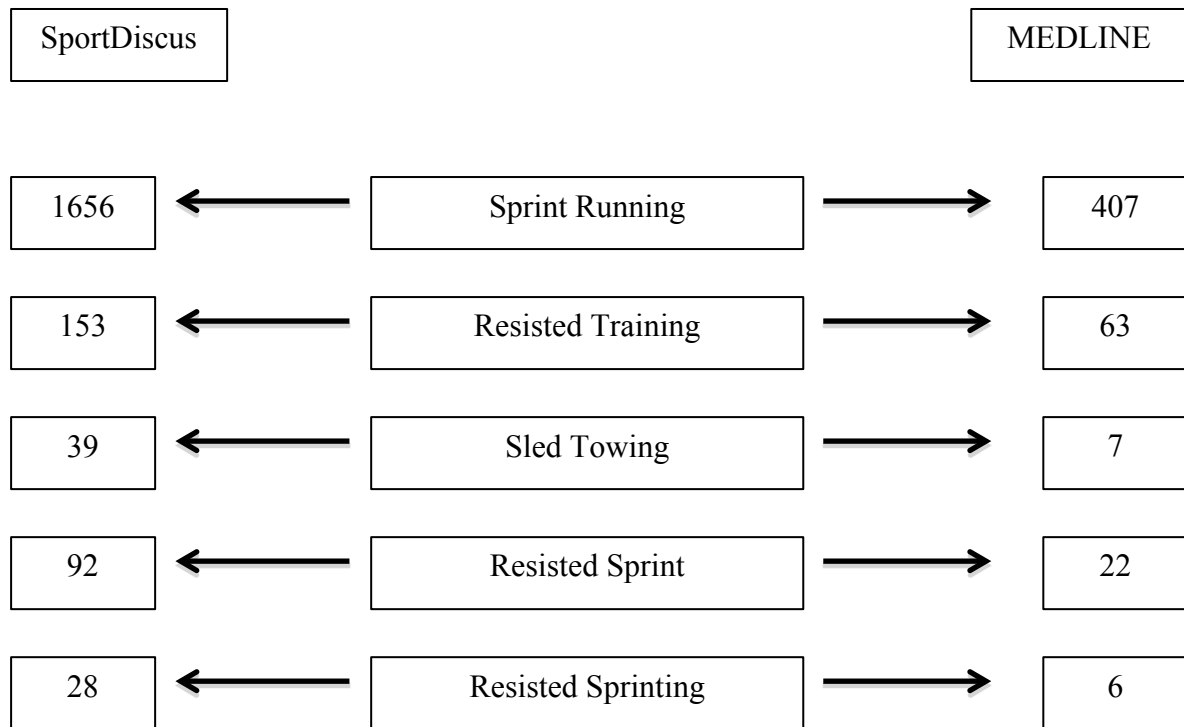 SportDiscus MEDLINE
1656 Sprint Running 407
153 Resisted Training 63
39 Sled Towing 7
92 Resisted Sprint 22
28 Resisted Sprinting 6